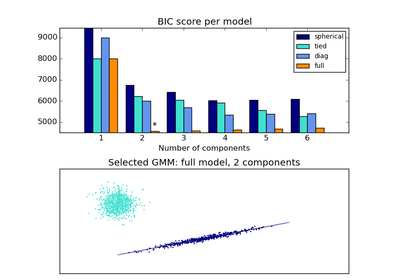 BIC score per model
9000
8000
7000
6000
5000
spherical
tied
diag
full
*
1 2 3 4 5 6
Number of components
Selected GMM: full model, 2 components